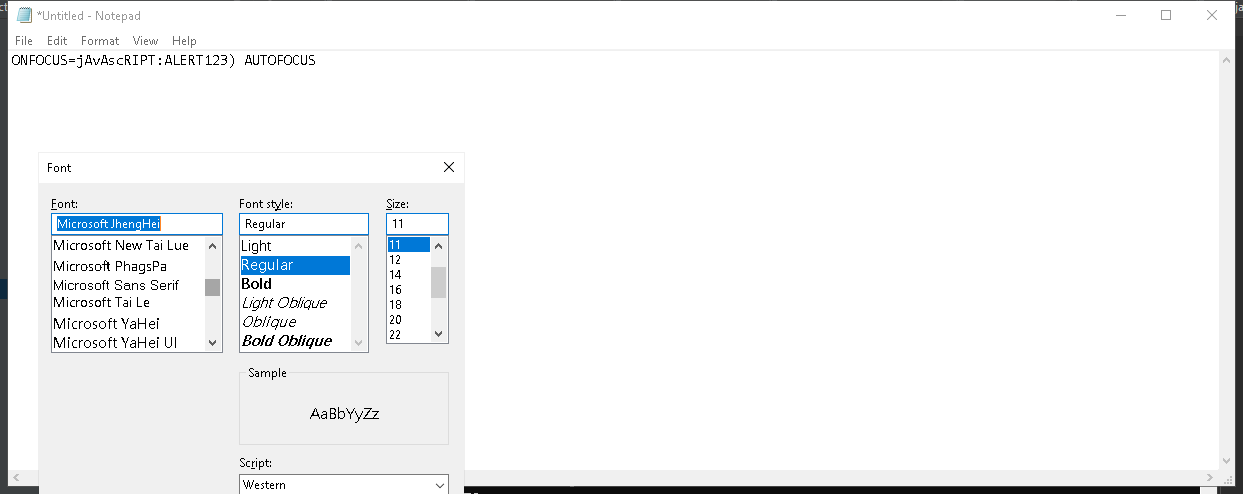 *Untitled - Notepad
File Edit Format View Help
ONFOCUS=jAvAscRIPT:ALERT123) AUTOFOCUS
Font
Font: Font style: Size:
Microsoft JhengHei Regular 11
Microsoft New Tai Lue Light 11
Microsoft PhagsPa Regular 12
Microsoft Sans Serif Bold 14
Microsoft Tai Le Light Oblique 16
Microsoft YaHei Oblique 18
Microsoft YaHei UI Bold Oblique 20
22
Sample
AaBbYyZz
Script:
Western